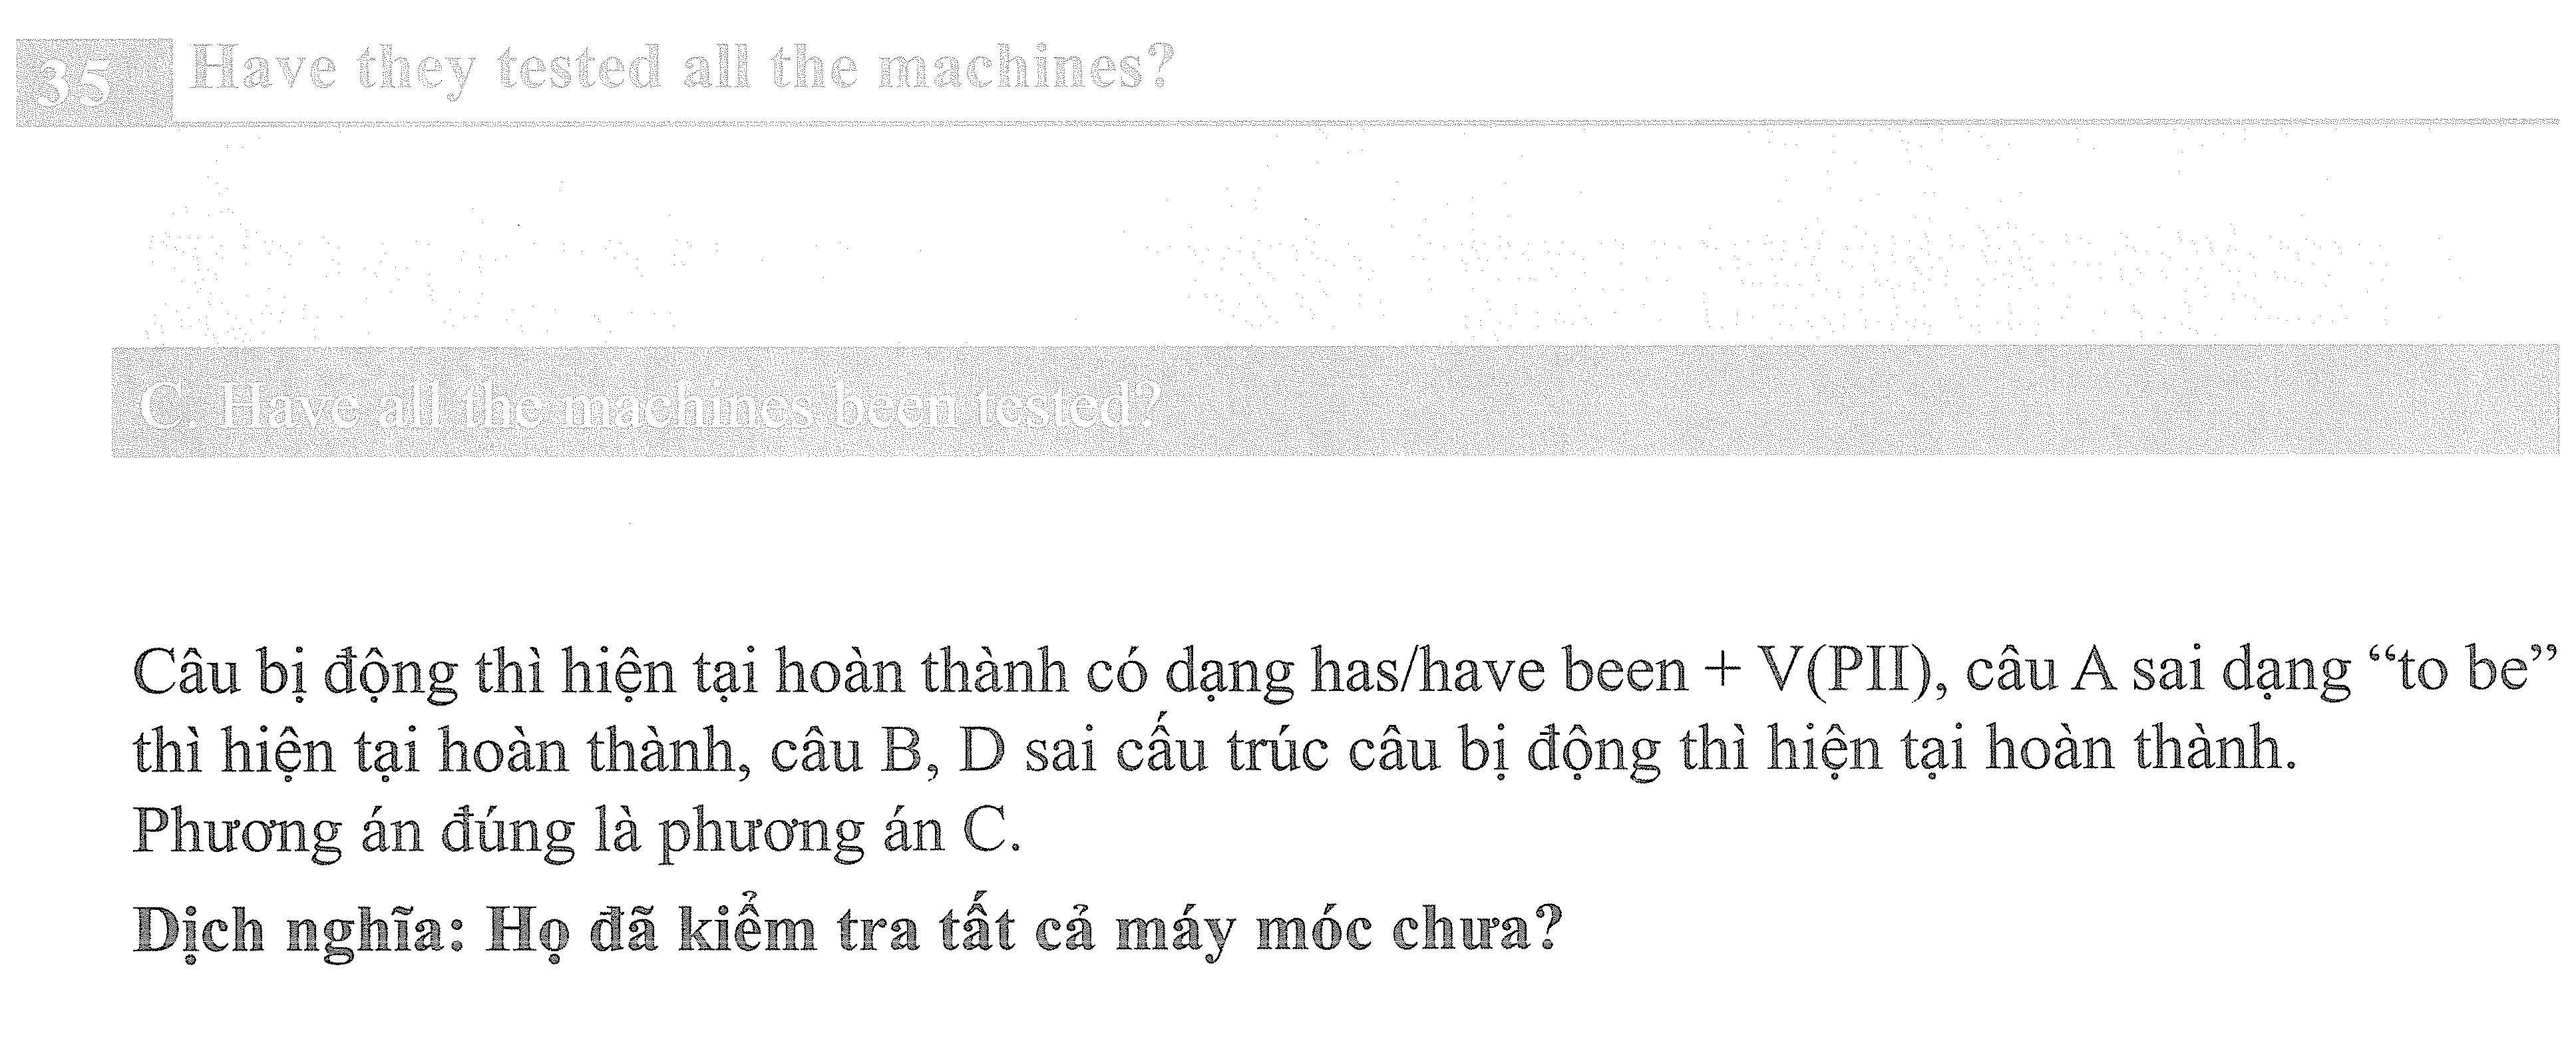 35 Have they tested all the machines?
C. Have all the machines been tested?
Câu bị động thì hiện tại hoàn thành có dạng has/have been + V(PII), câu A sai dạng “to be”
thì hiện tại hoàn thành, câu B, D sai cấu trúc câu bị động thì hiện tại hoàn thành.
Phương án đúng là phương án C.
Dịch nghĩa: Họ đã kiểm tra tất cả máy móc chưa?